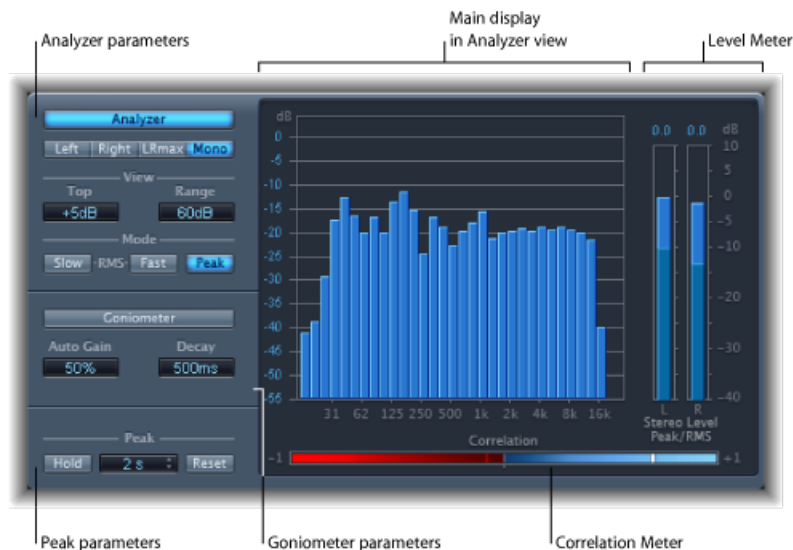 Main display
Analyzer parameters
in Analyzer view
Level Meter
Analyzer
Left Right LRmax Mono
View
Top Range
+5dB 60dB
Mode
Slow RMS Fast Peak
Goniometer
Auto Gain Decay
50% 500ms
Peak
Hold 2 s Reset
dB
0
-5
-10
-15
-20
-25
-30
-35
-40
-45
-50
-55
31 62 125 250 500 1k 2k 4k 8k 16k
0.0 0.0 dB
10
5
0
-5
-10
-20
-30
-40
L R
Stereo Level
Peak/RMS
Correlation
-1 +1
Peak parameters
Goniometer parameters
Correlation Meter